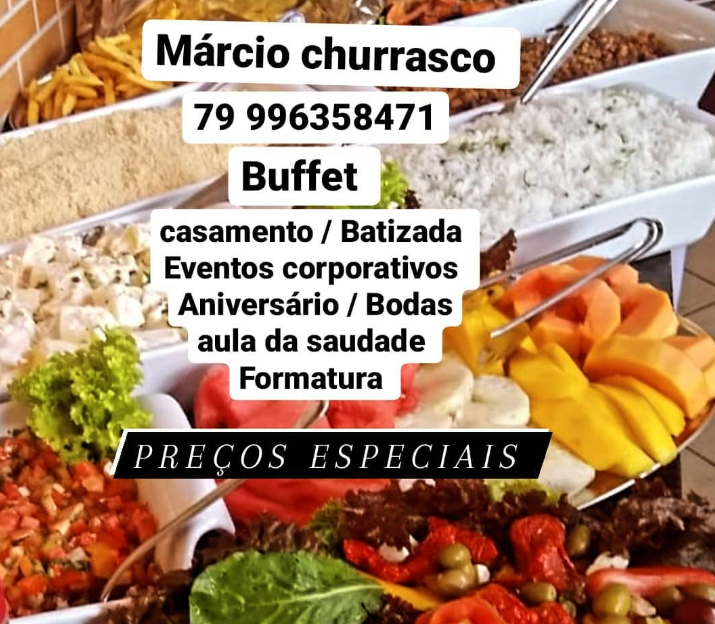 Márcio churrasco
79 996358471
Buffet
casamento / Batizada
Eventos corporativos
Aniversário / Bodas
aula da saudade
Formatura
PREÇOS ESPECIAIS